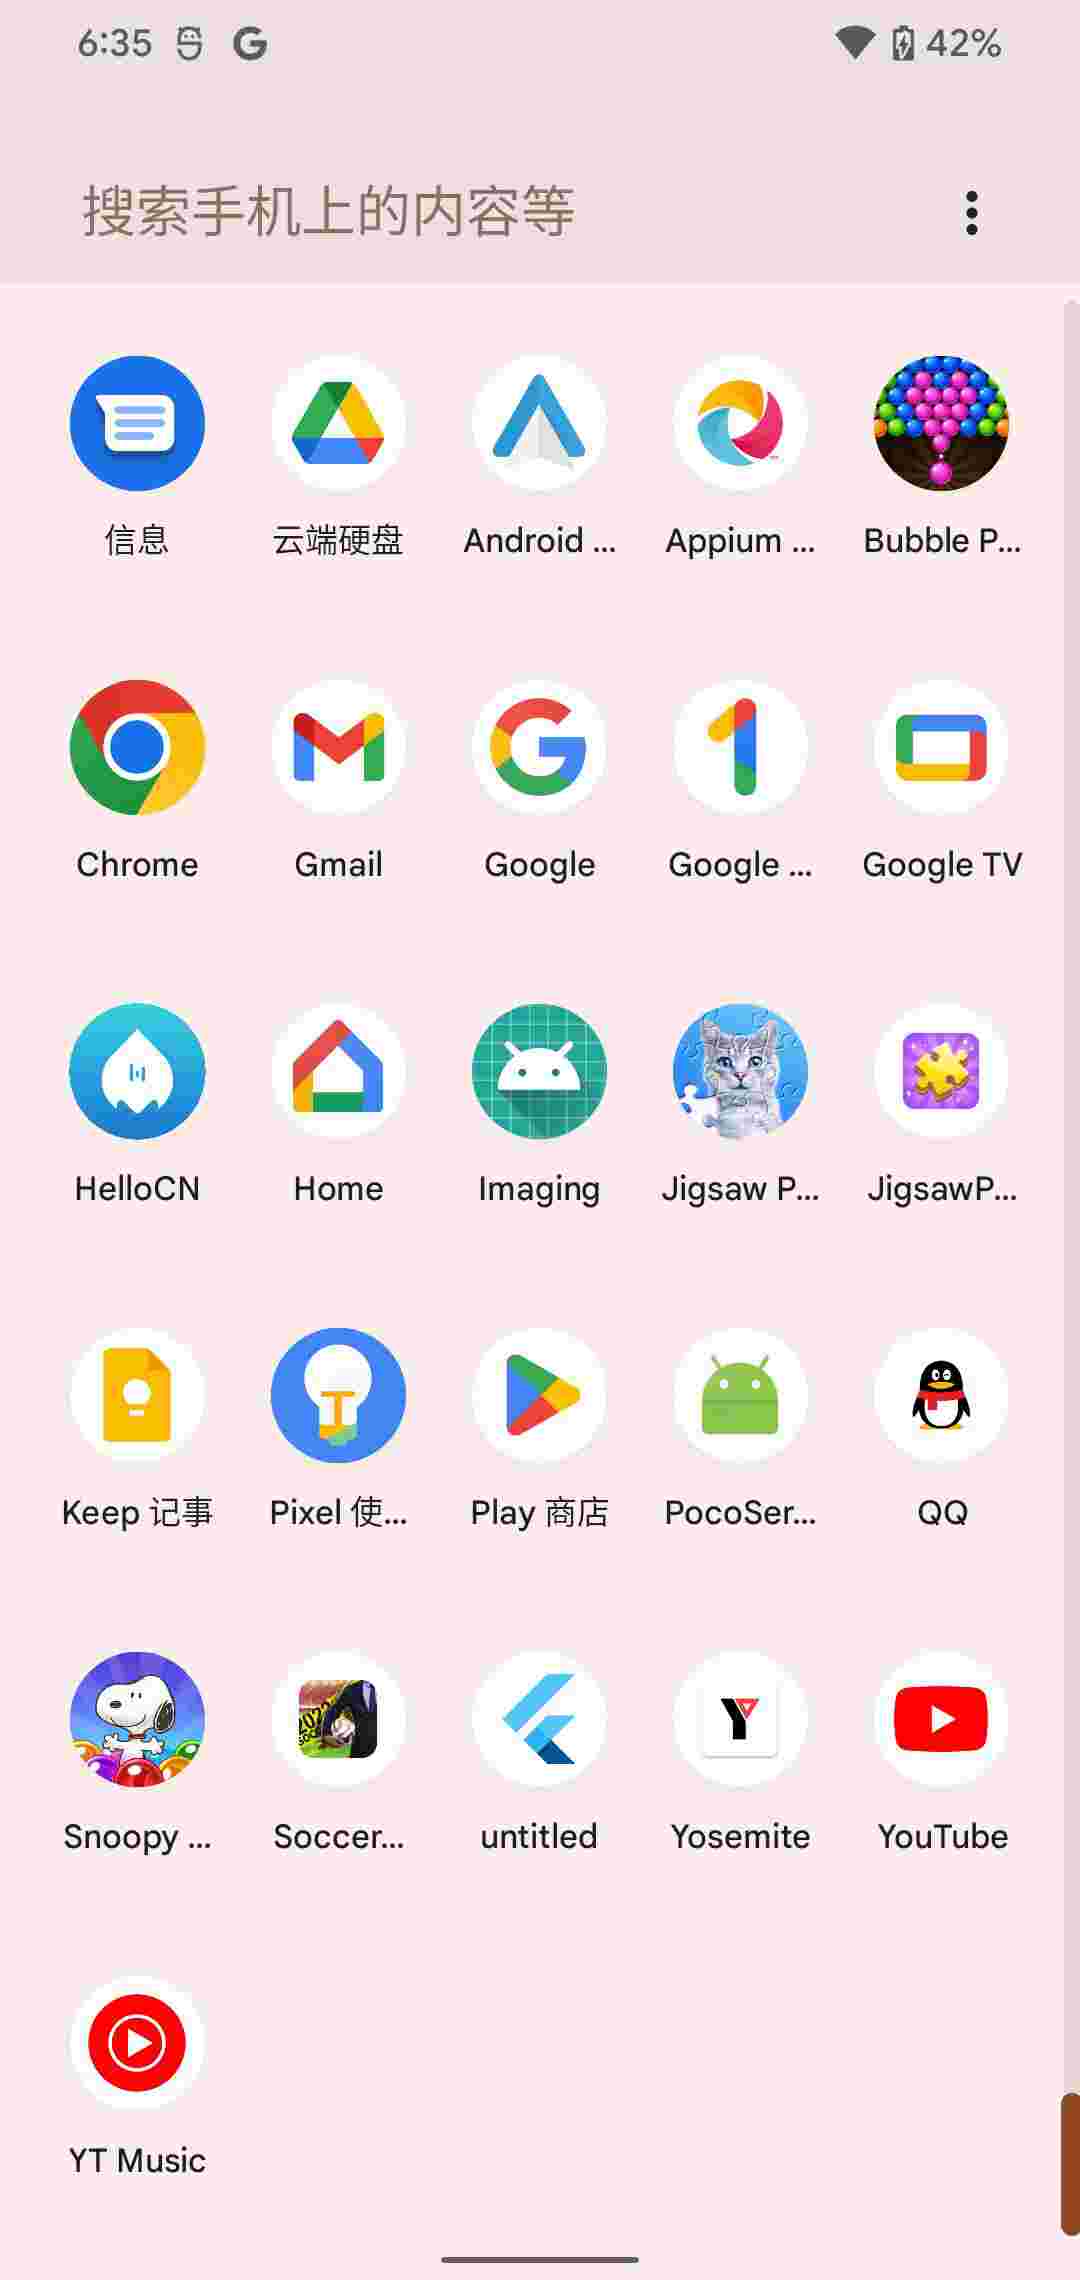 6:35 42%
搜索手机上的内容等
信息 云端硬盘 Android ... Appium ... Bubble P...
Chrome Gmail Google Google ... Google TV
HelloCN Home Imaging Jigsaw P... JigsawP...
Keep 记事 Pixel 使... Play 商店 PocoSer... QQ
Snoopy ... Soccer... untitled Yosemite YouTube
YT Music